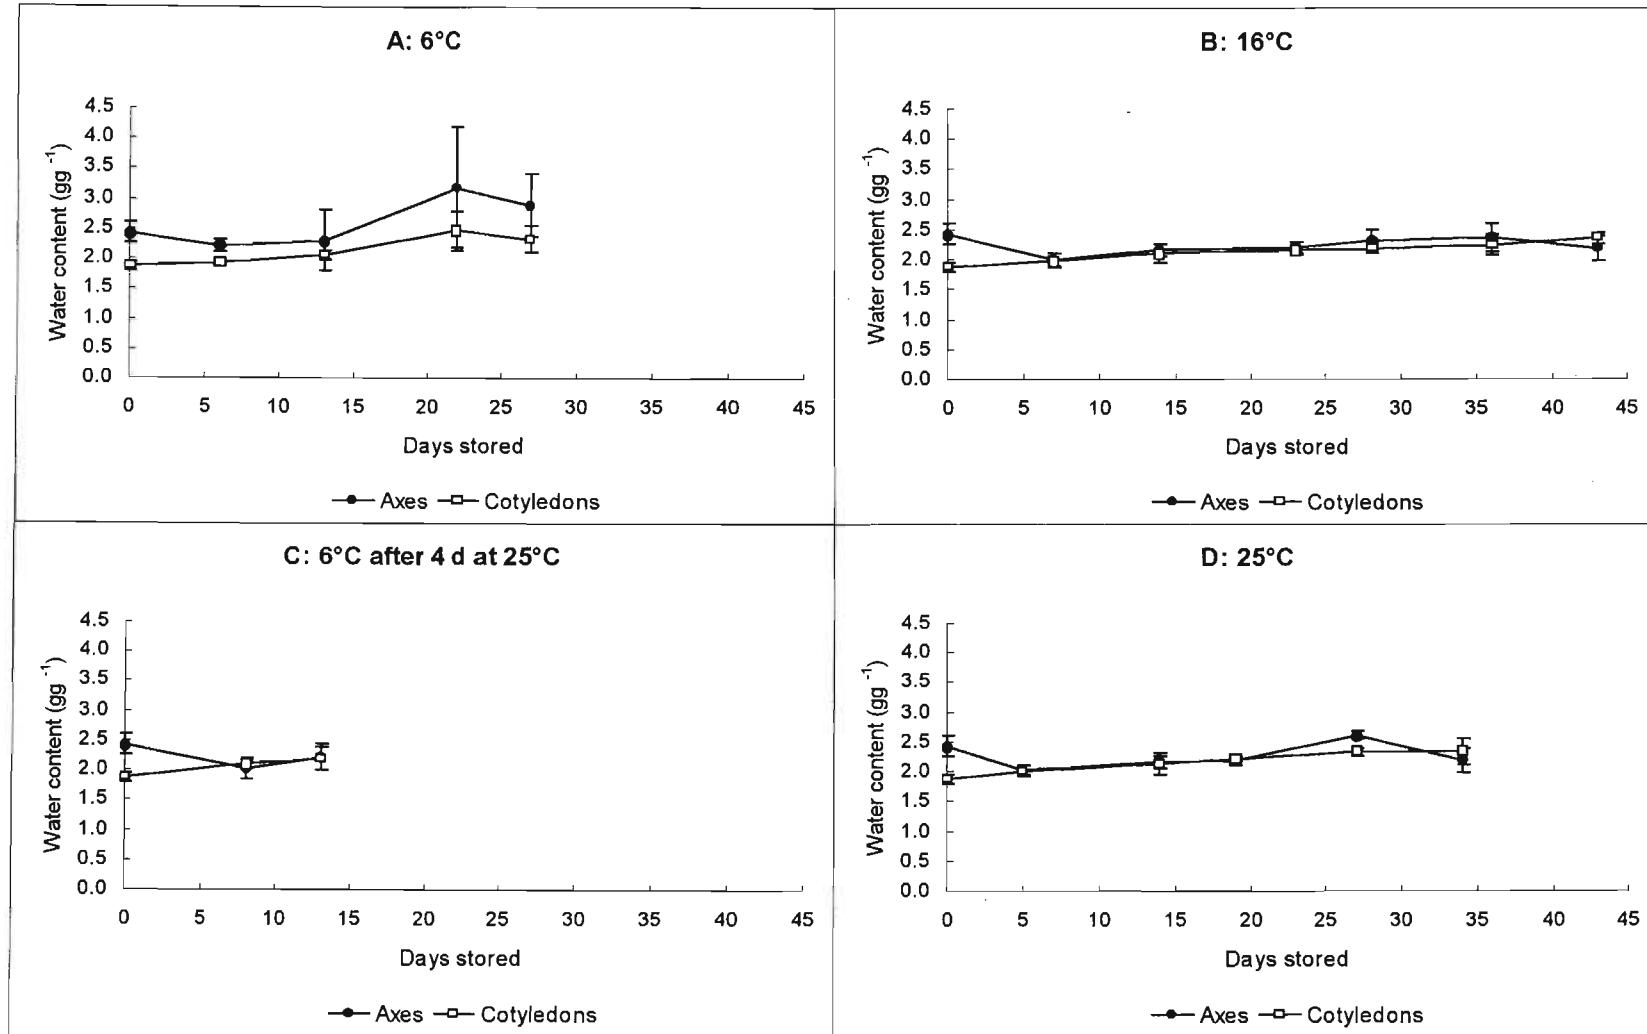 A: 6°C
Water content (gg -1)
4.5
4.0
3.5
3.0
2.5
2.0
1.5
1.0
0.5
0.0
0 5 10 15 20 25 30 35 40 45
Days stored
Axes Cotyledons
B: 16°C
Water content (gg -1)
4.5
4.0
3.5
3.0
2.5
2.0
1.5
1.0
0.5
0.0
0 5 10 15 20 25 30 35 40 45
Days stored
Axes Cotyledons
C: 6°C after 4 d at 25°C
Water content (gg -1)
4.5
4.0
3.5
3.0
2.5
2.0
1.5
1.0
0.5
0.0
0 5 10 15 20 25 30 35 40 45
Days stored
Axes Cotyledons
D: 25°C
Water content (gg -1)
4.5
4.0
3.5
3.0
2.5
2.0
1.5
1.0
0.5
0.0
0 5 10 15 20 25 30 35 40 45
Days stored
Axes Cotyledons